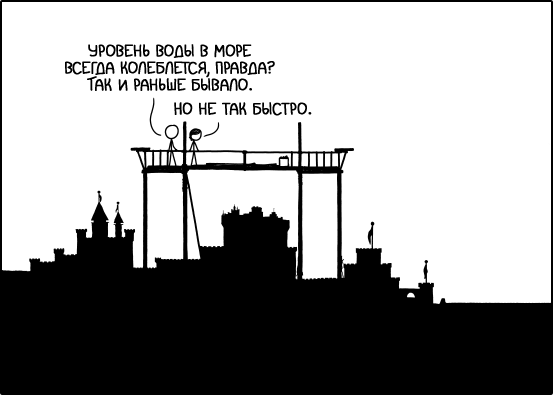 УРОВЕНЬ ВОДЫ В МОРЕ
ВСЕГДА КОЛЕБЛЕТСЯ, ПРАВДА?
ТАК И РАНЬШЕ БЫВАЛО.
НО НЕ ТАК БЫСТРО.